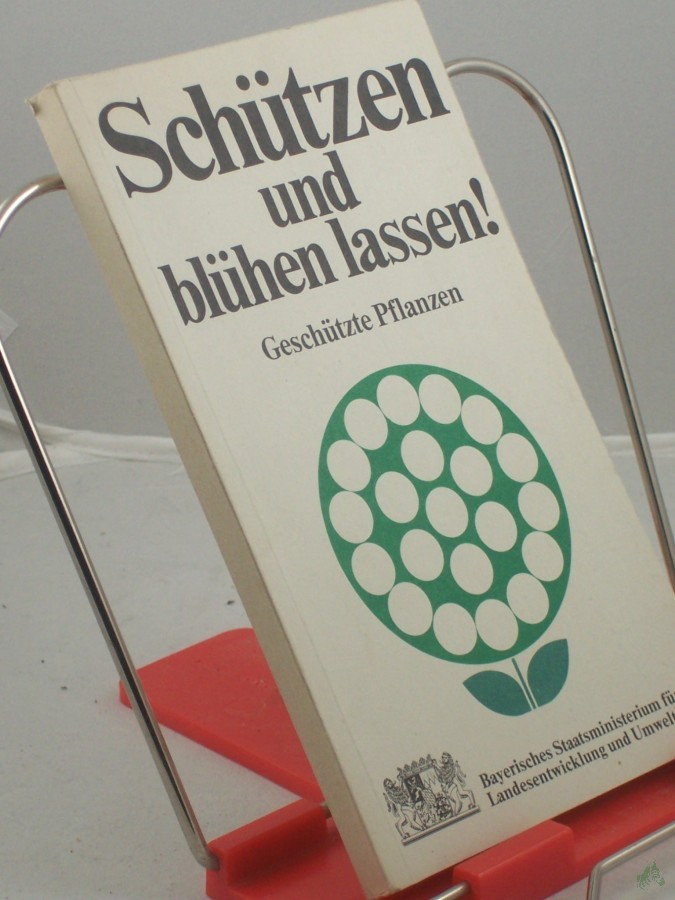 Schützen
und
blühen lassen!
Geschützte Pflanzen
Bayerisches Staatsministerium für
Landesentwicklung und Umwelt